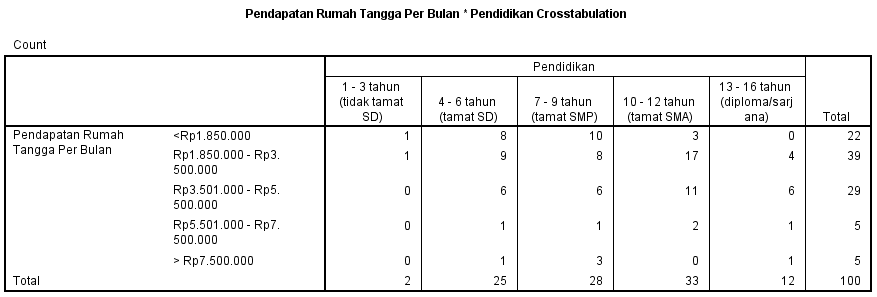 Pendapatan Rumah Tangga Per Bulan * Pendidikan Crosstabulation
Count
Pendidikan
1 - 3 tahun (tidak tamat SD) 4 - 6 tahun (tamat SD) 7 - 9 tahun (tamat SMP) 10 - 12 tahun (tamat SMA) 13 - 16 tahun (diploma/sarjana) Total
Pendapatan Rumah Tangga Per Bulan <Rp1.850.000 1 8 10 3 0 22
Rp1.850.000 - Rp3.500.000 1 9 8 17 4 39
Rp3.501.000 - Rp5.500.000 0 6 6 11 6 29
Rp5.501.000 - Rp7.500.000 0 1 1 2 1 5
> Rp7.500.000 0 1 3 0 1 5
Total 2 25 28 33 12 100